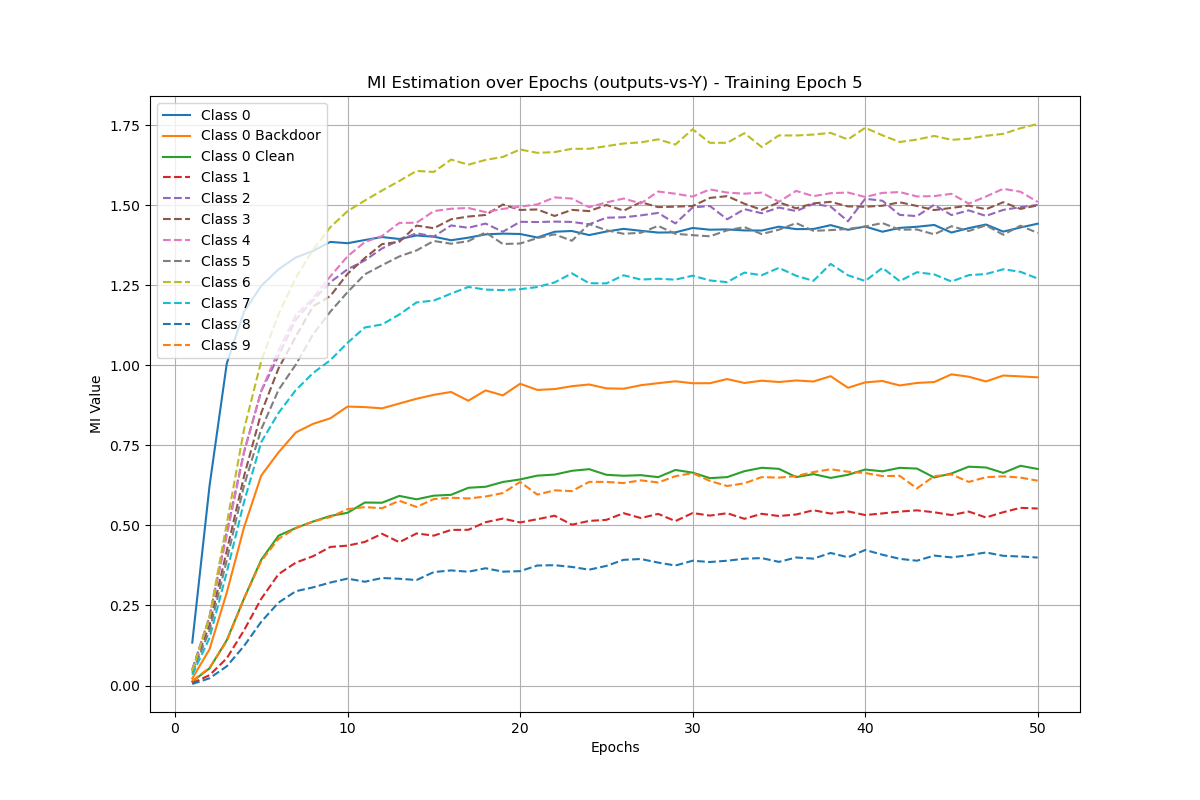 MI Estimation over Epochs (outputs-vs-Y) - Training Epoch 5
Class 0
Class 0 Backdoor
Class 0 Clean
Class 1
Class 2
Class 3
Class 4
Class 5
Class 6
Class 7
Class 8
Class 9
1.75
1.50
1.25
1.00
0.75
0.50
0.25
0.00
MI Value
0
10
20
30
40
50
Epochs